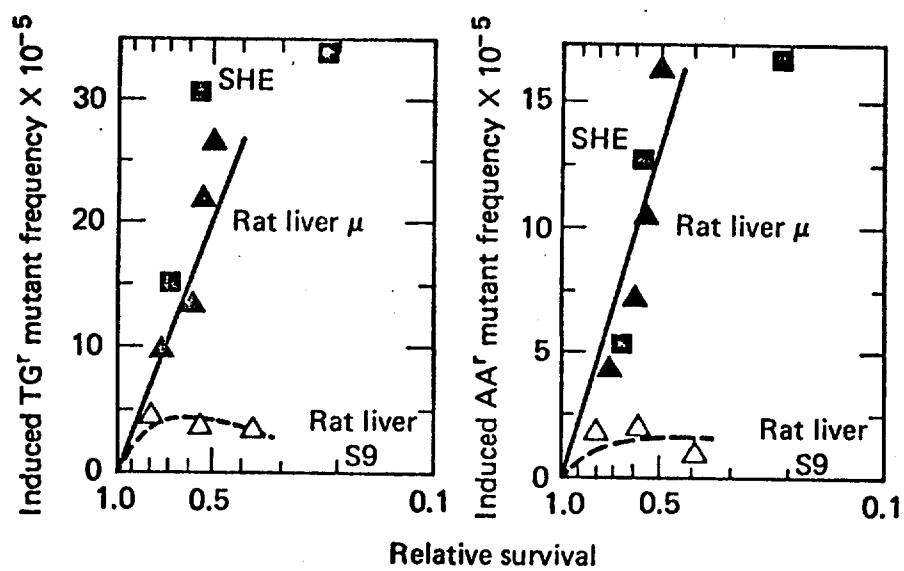 Induced TGʳ mutant frequency X 10⁻⁵
30
20
10
0
SHE
Rat liver μ
Rat liver
S9
1.0
0.5
0.1
Induced AAʳ mutant frequency X 10⁻⁵
15
10
5
0
SHE
Rat liver μ
Rat liver
S9
1.0
0.5
0.1
Relative survival